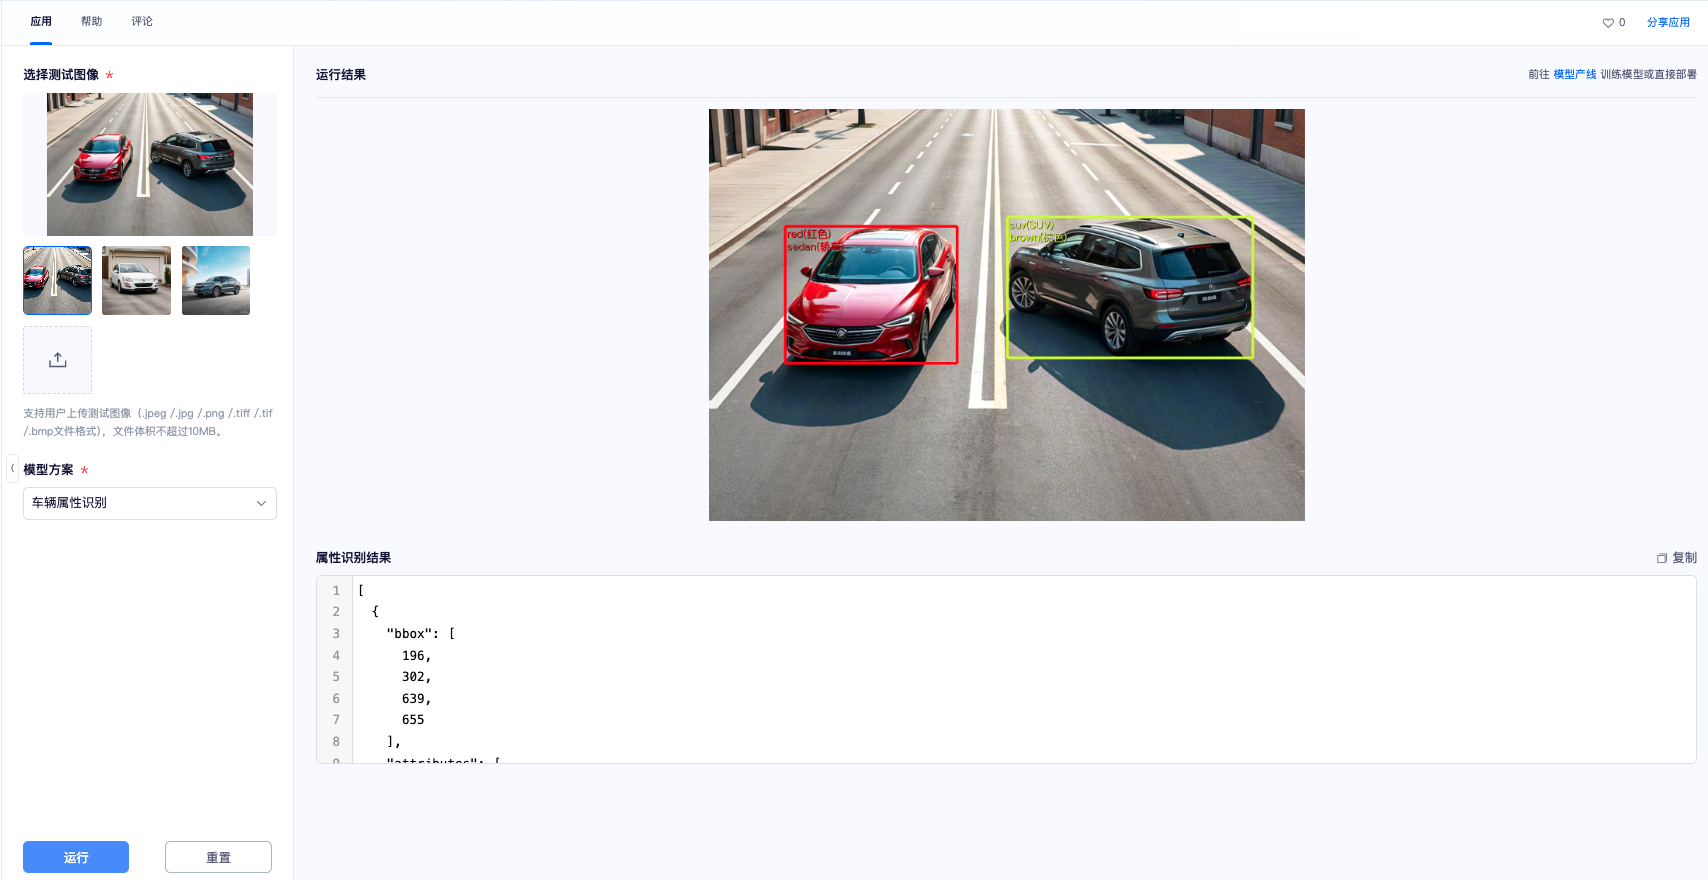 应用
帮助
评论
0
分享应用
选择测试图像 *
支持用户上传测试图像（.jpeg /.jpg /.png /.tiff /.tif
/.bmp文件格式)，文件体积不超过10MB。
模型方案 *
车辆属性识别
运行
重置
运行结果
前往 模型产线 训练模型或直接部署
red(红色)
sedan(轿车)
suv(SUV)
brown(棕色)
属性识别结果
复制
1 [
2 {
3 "bbox": [
4 196,
5 302,
6 639,
7 655
8 ],
9 "attributes": [